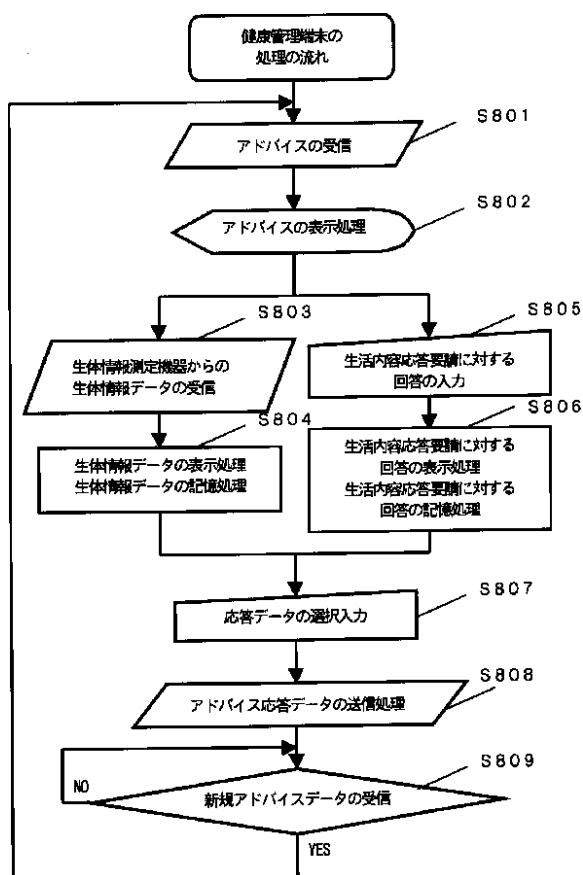 健康管理端末の
処理の流れ
S801
アドバイスの受信
S802
アドバイスの表示処理
S803
生体情報測定機器からの
生体情報データの受信
S804
生体情報データの表示処理
生体情報データの記憶処理
S805
生活内容応答要請に対する
回答の入力
S806
生活内容応答要請に対する
回答の表示処理
生活内容応答要請に対する
回答の記憶処理
S807
応答データの選択入力
S808
アドバイス応答データの送信処理
S809
新規アドバイスデータの受信
NO
YES